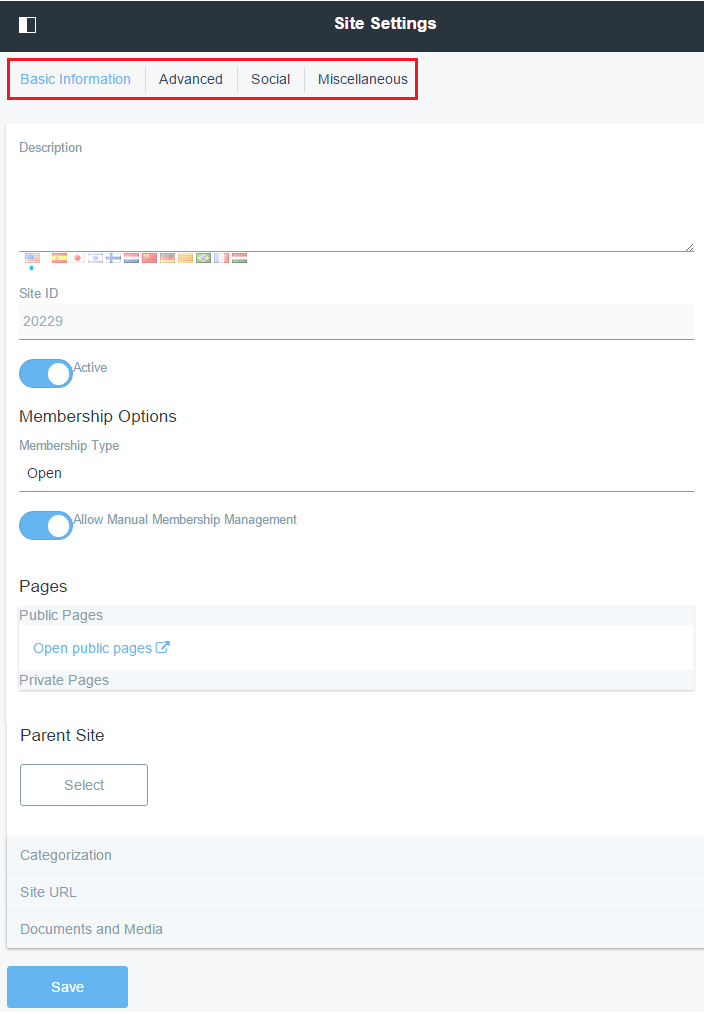 Site Settings
Basic Information Advanced Social Miscellaneous
Description
Site ID
20229
Active
Membership Options
Membership Type
Open
Allow Manual Membership Management
Pages
Public Pages
Open public pages
Private Pages
Parent Site
Select
Categorization
Site URL
Documents and Media
Save